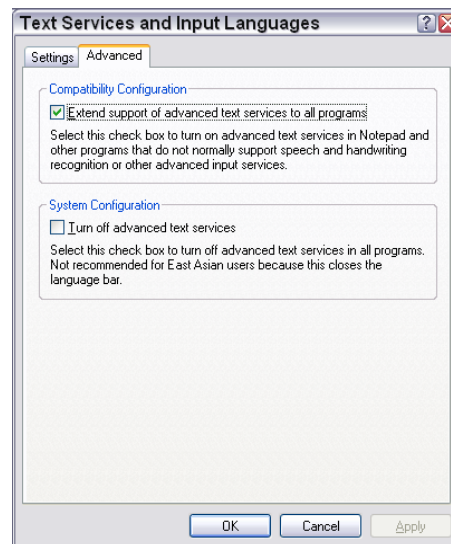 Text Services and Input Languages
Settings Advanced
Compatibility Configuration
Extend support of advanced text services to all programs
Select this check box to turn on advanced text services in Notepad and
other programs that do not normally support speech and handwriting
recognition or other advanced input services.
System Configuration
Turn off advanced text services
Select this check box to turn off advanced text services in all programs.
Not recommended for East Asian users because this closes the
language bar.
OK Cancel Apply